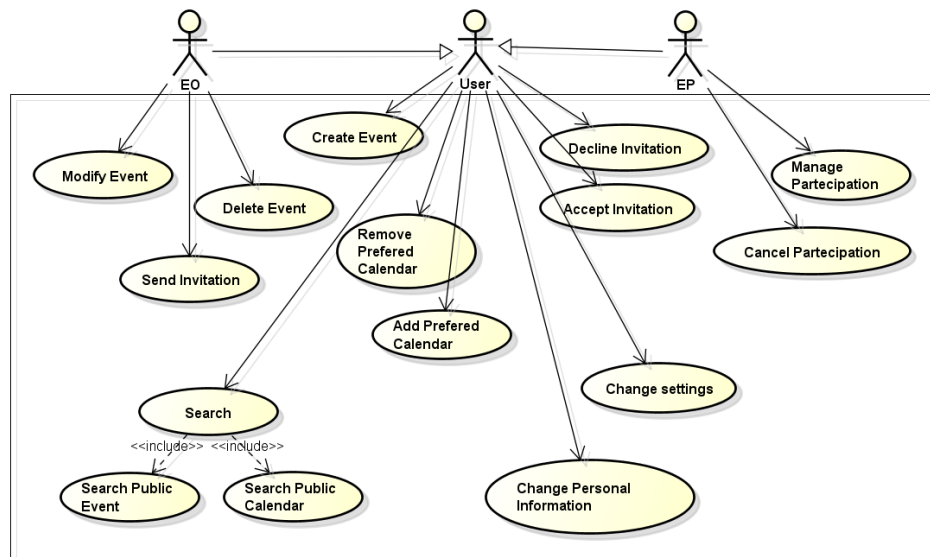 EO
User
EP
Create Event
Decline Invitation
Modify Event
Manage
Partecipation
Delete Event
Accept Invitation
Remove
Prefered
Calendar
Cancel Partecipation
Send Invitation
Add Prefered
Calendar
Change settings
Search
<<include>>
<<include>>
Search Public
Event
Search Public
Calendar
Change Personal
Information